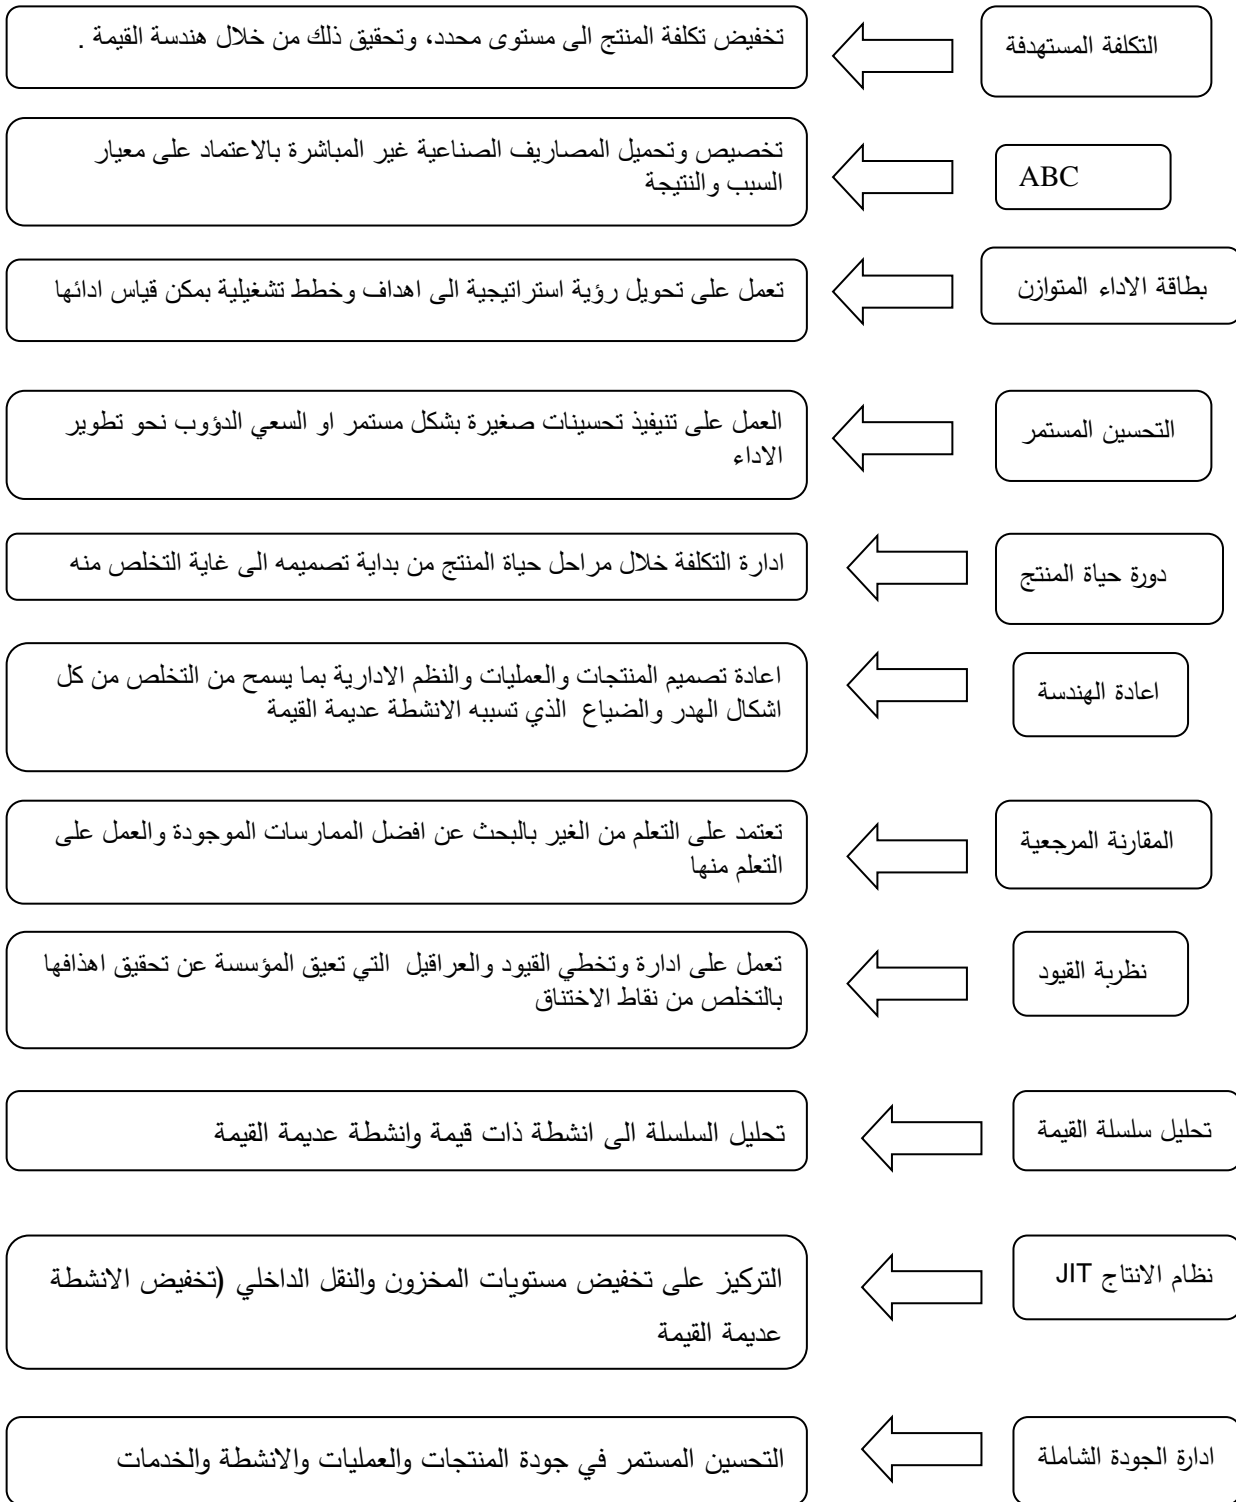 التكلفة المستهدفة
تخفيض تكلفة المنتج الى مستوى محدد، وتحقيق ذلك من خلال هندسة القيمة .
ABC
تخصيص وتحميل المصاريف الصناعية غير المباشرة بالاعتماد على معيار
السبب والنتيجة
بطاقة الاداء المتوازن
تعمل على تحويل رؤية استراتيجية الى اهداف وخطط تشغيلية بمكن قياس ادائها
التحسين المستمر
العمل على تنيفيذ تحسينات صغيرة بشكل مستمر او السعي الدؤوب نحو تطوير
الاداء
دورة حياة المنتج
ادارة التكلفة خلال مراحل حياة المنتج من بداية تصميمه الى غاية التخلص منه
اعادة الهندسة
اعادة تصميم المنتجات والعمليات والنظم الادارية بما يسمح من التخلص من كل
اشكال الهدر والضياع الذي تسببه الانشطة عديمة القيمة
المقارنة المرجعية
تعتمد على التعلم من الغير بالبحث عن افضل الممارسات الموجودة والعمل على
التعلم منها
نظرية القيود
تعمل على ادارة وتخطي القيود والعراقيل التي تعيق المؤسسة عن تحقيق اهذافها
بالتخلص من نقاط الاختناق
تحليل سلسلة القيمة
تحليل السلسلة الى انشطة ذات قيمة وانشطة عديمة القيمة
نظام الانتاج JIT
التركيز على تخفيض مستويات المخزون والنقل الداخلي (تخفيض الانشطة
عديمة القيمة
ادارة الجودة الشاملة
التحسين المستمر في جودة المنتجات والعمليات والانشطة والخدمات